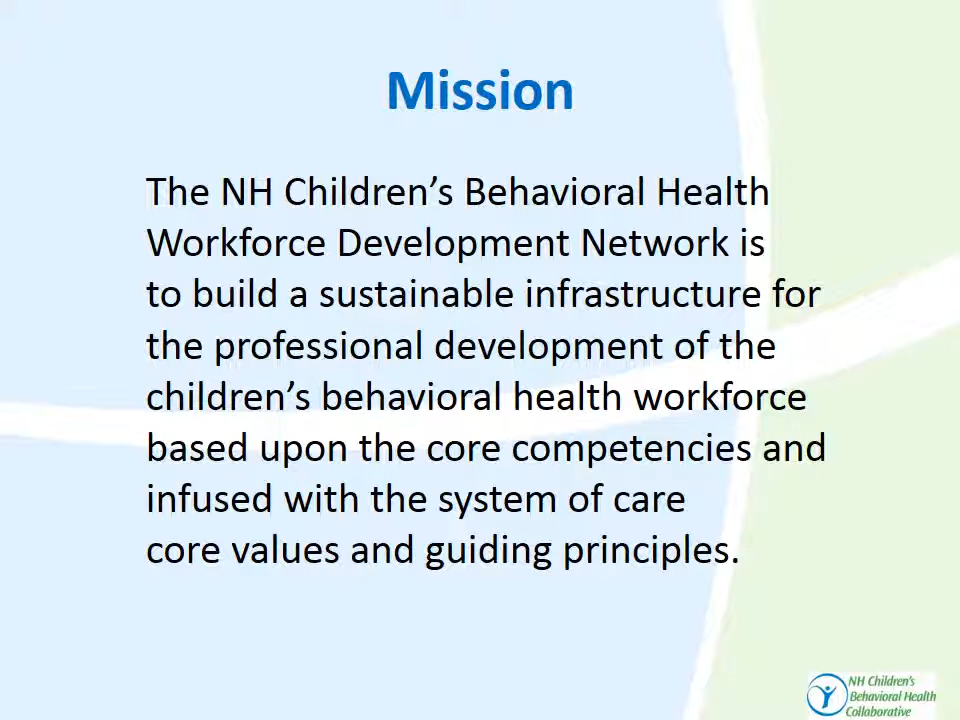 Mission
The NH Children’s Behavioral Health
Workforce Development Network is
to build a sustainable infrastructure for
the professional development of the
children’s behavioral health workforce
based upon the core competencies and
infused with the system of care
core values and guiding principles.
NH Children's
Behavioral Health
Collaborative